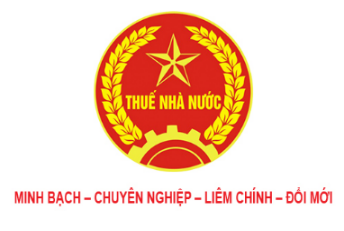 THUẾ NHÀ NƯỚC
MINH BẠCH – CHUYÊN NGHIỆP – LIÊM CHÍNH – ĐỔI MỚI